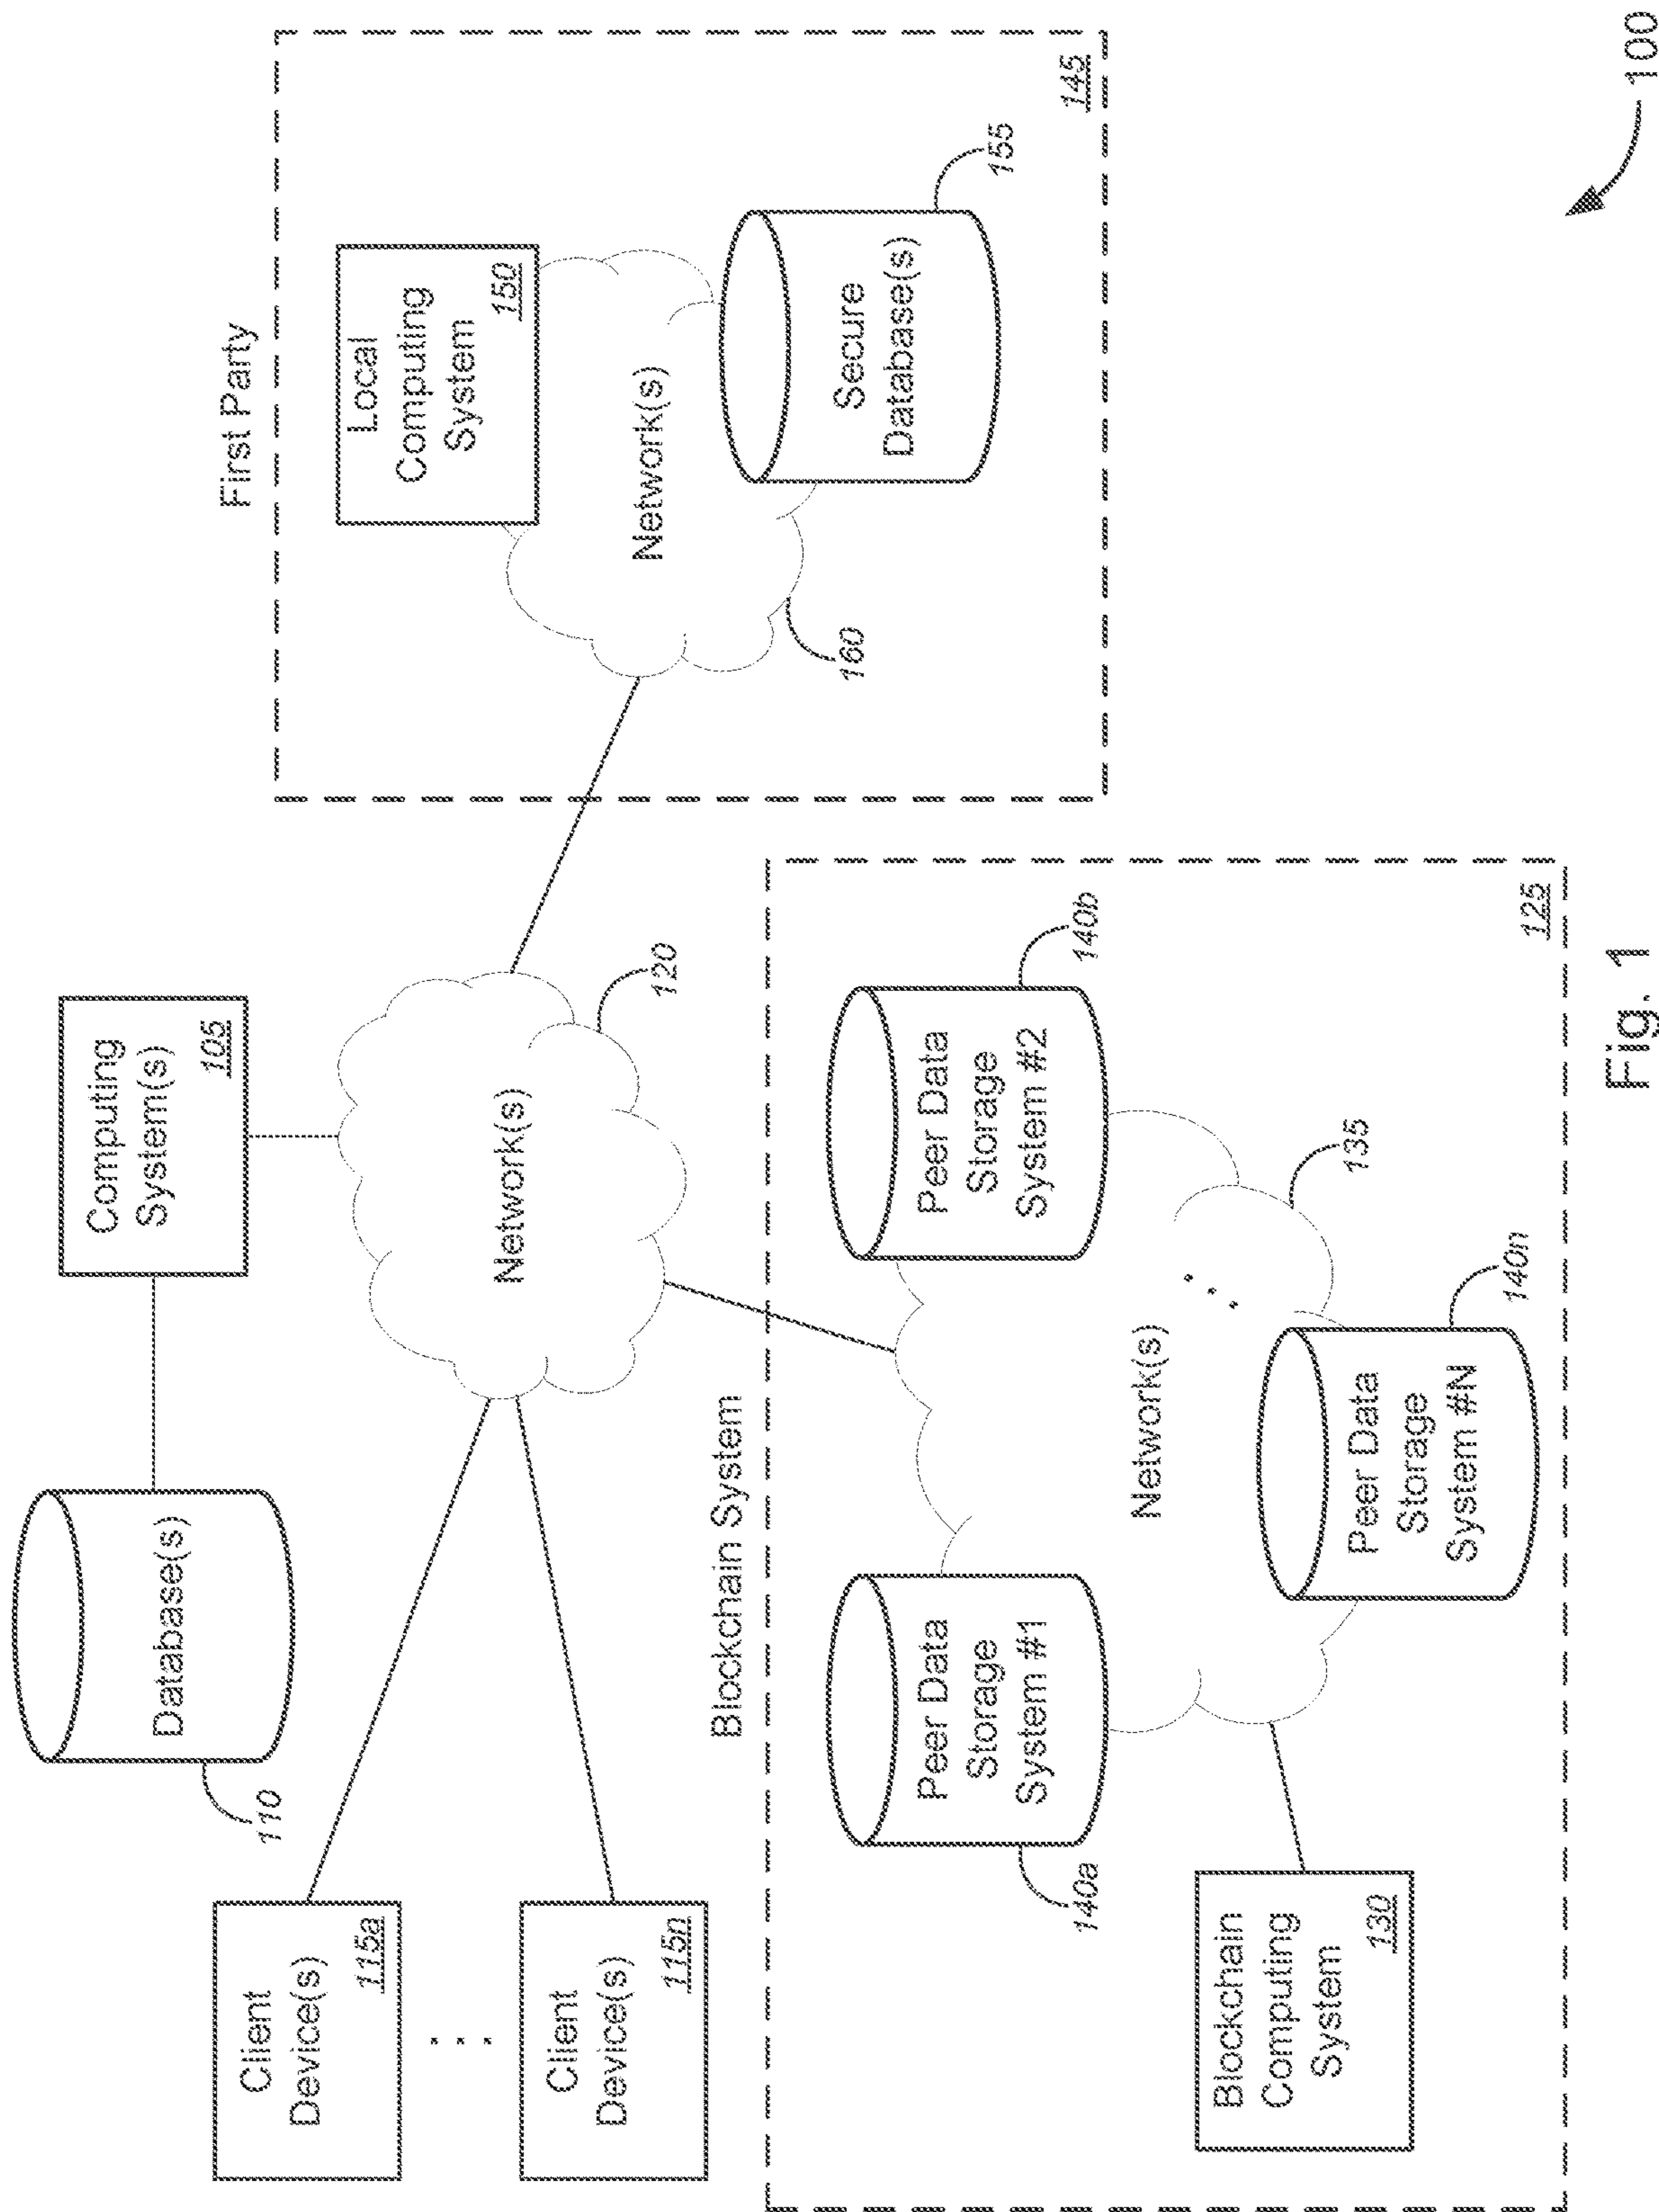 Database(s)
110
Computing
System(s)
105
Client
Device(s)
115a
. . .
Client
Device(s)
115n
Network(s)
120
First Party
Local
Computing
System
150
Network(s)
160
Secure
Database(s)
155
145
Blockchain System
Peer Data
Storage
System #1
140a
Peer Data
Storage
System #2
140b
Network(s)
135
. . .
Blockchain
Computing
System
130
Peer Data
Storage
System #N
140n
125
100
Fig. 1